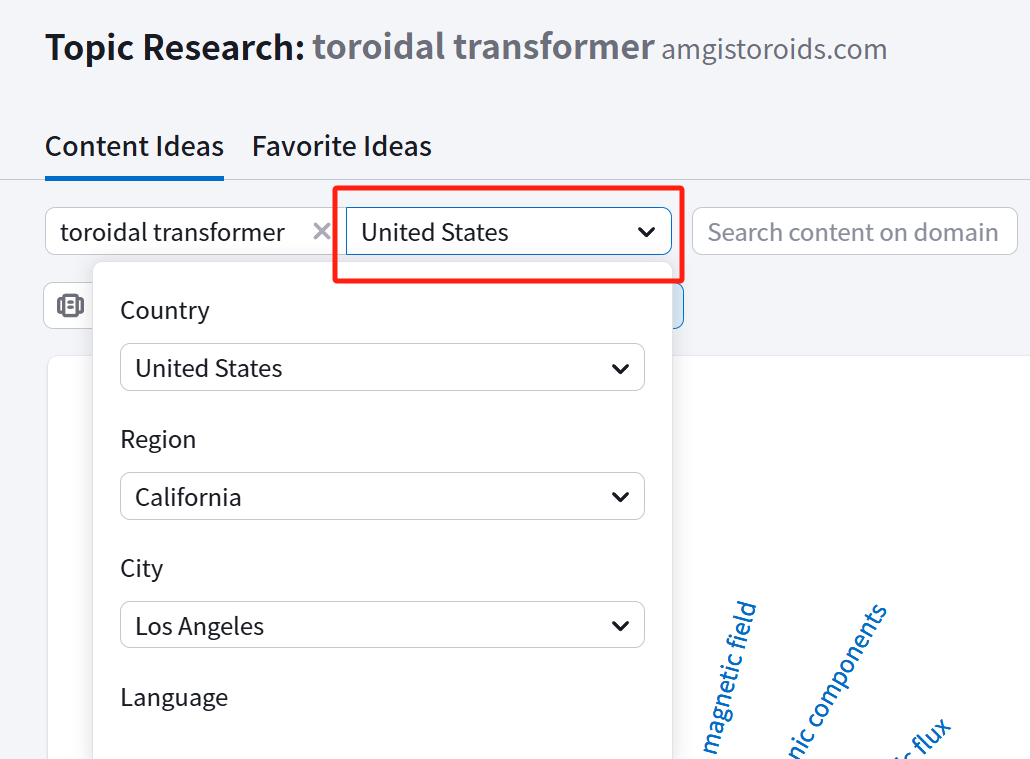 Topic Research: toroidal transformer amgistoroids.com
Content Ideas Favorite Ideas
toroidal transformer United States Search content on domain
Country
United States
Region
California
City
Los Angeles
Language
magnetic field
components
flux